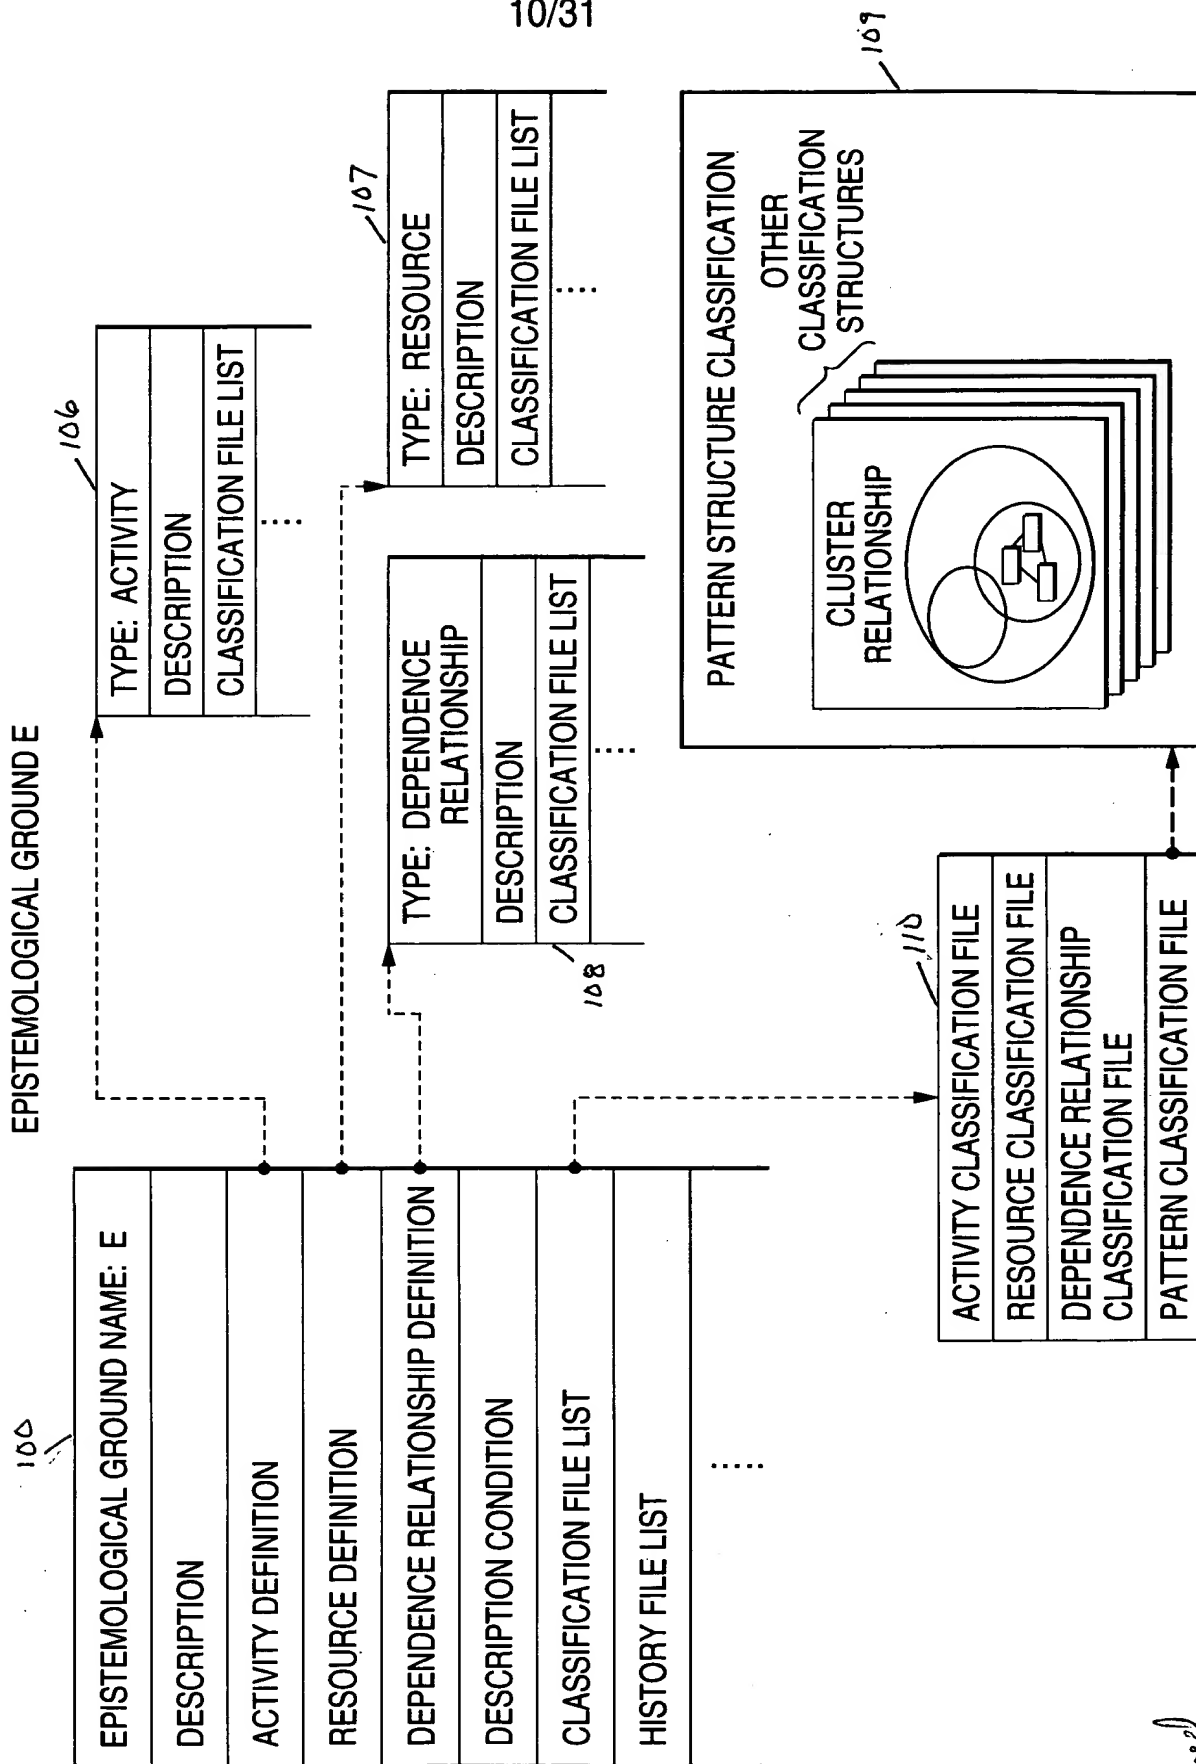 10/31
EPISTEMOLOGICAL GROUND E
100
EPISTEMOLOGICAL GROUND NAME: E
DESCRIPTION
ACTIVITY DEFINITION
RESOURCE DEFINITION
DEPENDENCE RELATIONSHIP DEFINITION
DESCRIPTION CONDITION
CLASSIFICATION FILE LIST
HISTORY FILE LIST
.....
106
TYPE: ACTIVITY
DESCRIPTION
CLASSIFICATION FILE LIST
....
107
TYPE: RESOURCE
DESCRIPTION
CLASSIFICATION FILE LIST
....
108
TYPE: DEPENDENCE
RELATIONSHIP
DESCRIPTION
CLASSIFICATION FILE LIST
....
110
ACTIVITY CLASSIFICATION FILE
RESOURCE CLASSIFICATION FILE
DEPENDENCE RELATIONSHIP
CLASSIFICATION FILE
PATTERN CLASSIFICATION FILE
109
PATTERN STRUCTURE CLASSIFICATION
OTHER
CLASSIFICATION
STRUCTURES
CLUSTER
RELATIONSHIP